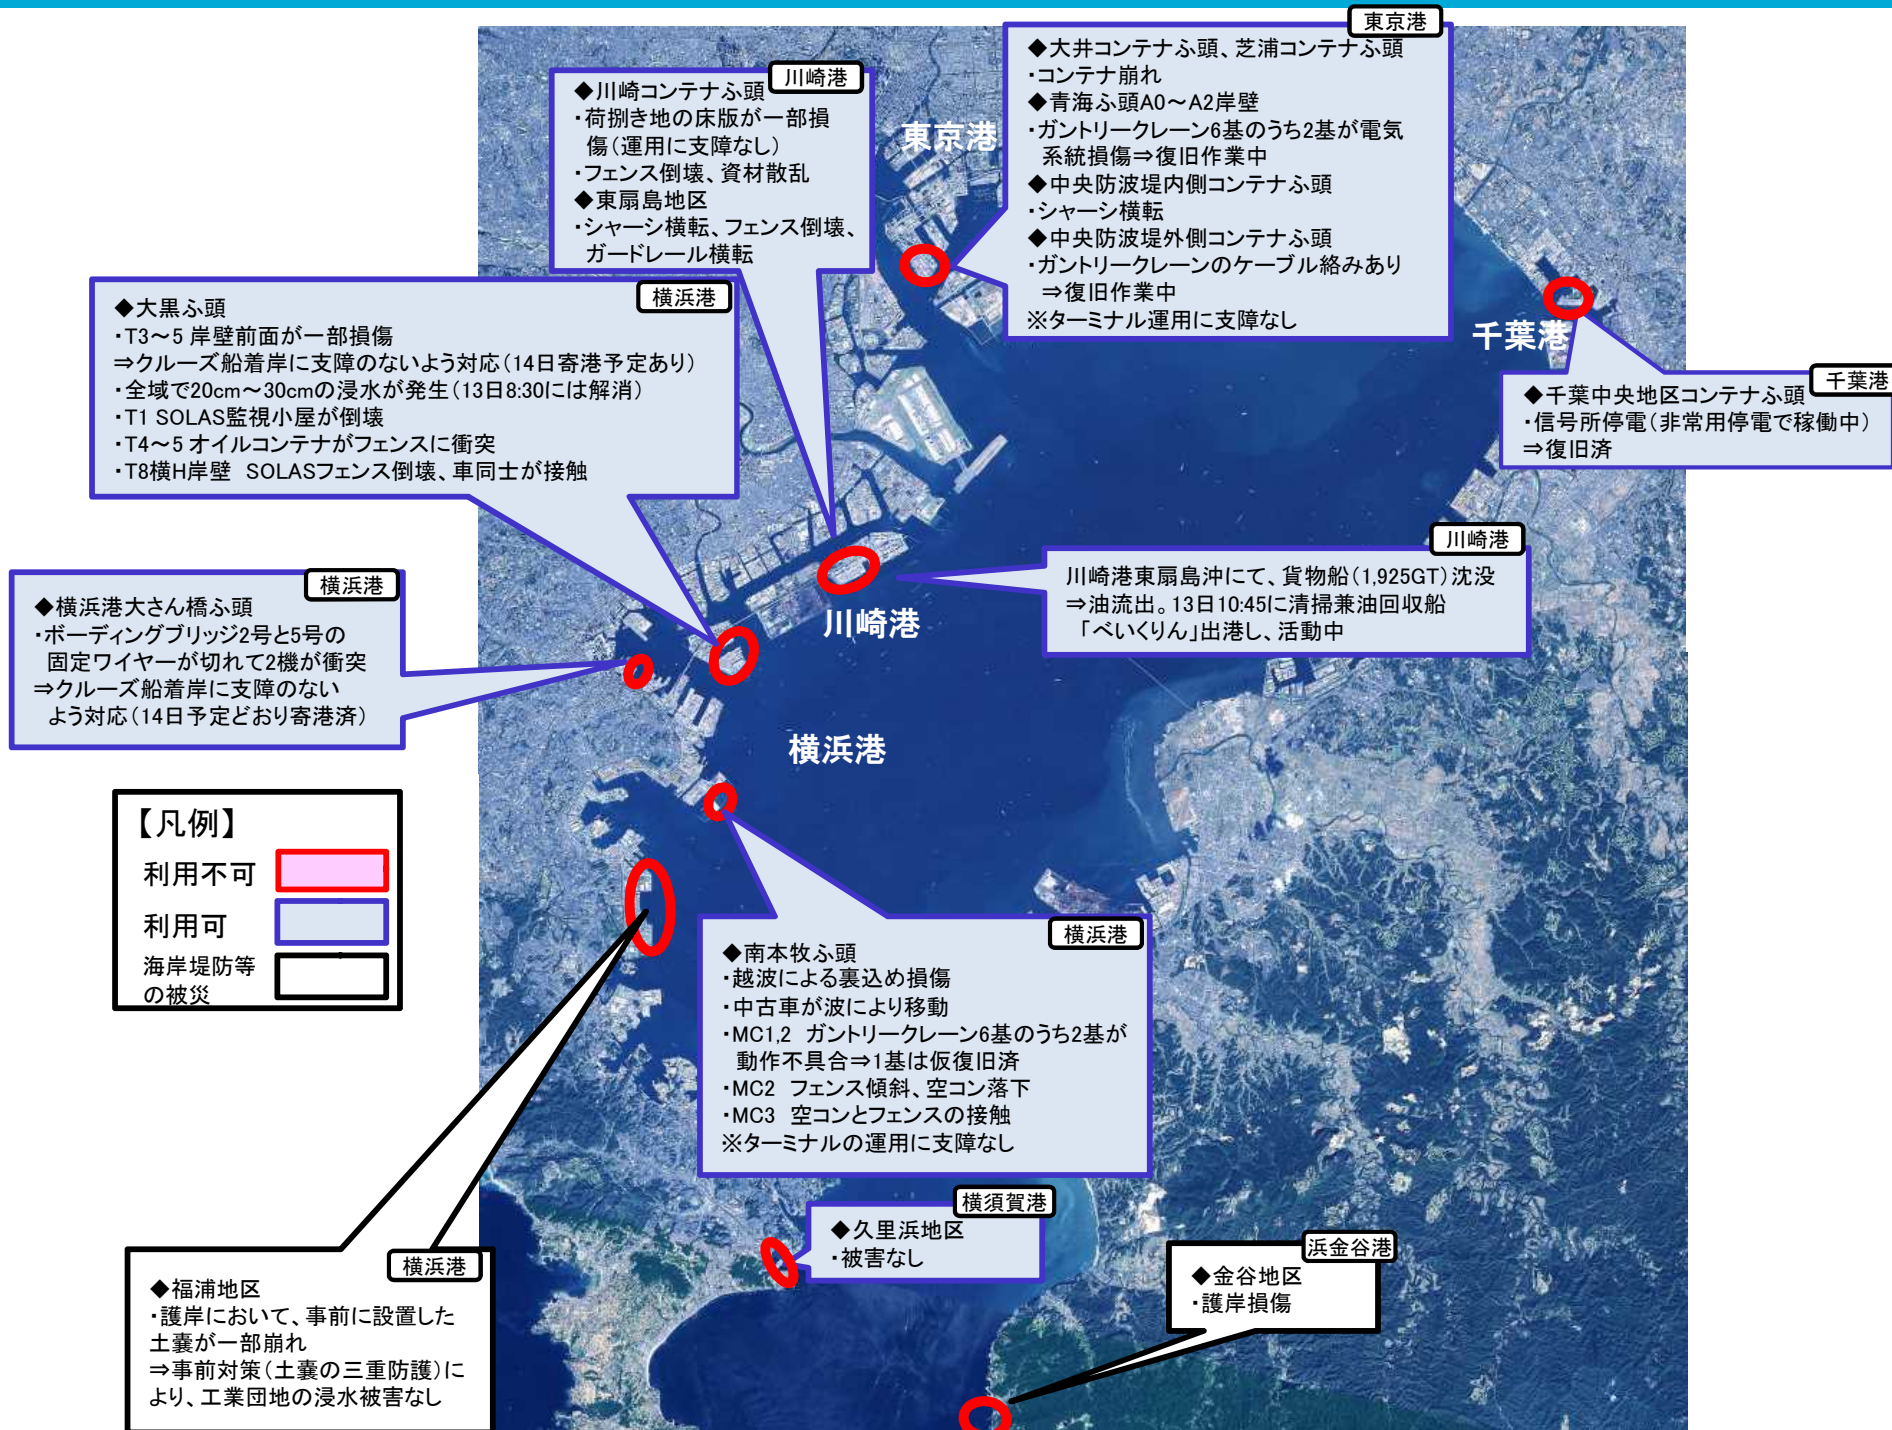 東京港
◆大井コンテナふ頭、芝浦コンテナふ頭
・コンテナ崩れ
◆青海ふ頭A0～A2岸壁
・ガントリークレーン6基のうち2基が電気
系統損傷⇒復旧作業中
◆中央防波堤内側コンテナふ頭
・シャーシ横転
◆中央防波堤外側コンテナふ頭
・ガントリークレーンのケーブル絡みあり
⇒復旧作業中
※ターミナル運用に支障なし
川崎港
◆川崎コンテナふ頭
・荷捌き地の床版が一部損
傷（運用に支障なし）
・フェンス倒壊、資材散乱
◆東扇島地区
・シャーシ横転、フェンス倒壊、
ガードレール横転
東京港
横浜港
◆大黒ふ頭
・T3～5 岸壁前面が一部損傷
⇒クルーズ船着岸に支障のないよう対応（14日寄港予定あり）
・全域で20cm～30cmの浸水が発生（13日8:30には解消）
・T1 SOLAS監視小屋が倒壊
・T4～5 オイルコンテナがフェンスに衝突
・T8横H岸壁 SOLASフェンス倒壊、車同士が接触
千葉港
千葉港
◆千葉中央地区コンテナふ頭
・信号所停電（非常用停電で稼働中）
⇒復旧済
川崎港
川崎港東扇島沖にて、貨物船（1,925GT）沈没
⇒油流出。13日10:45に清掃兼油回収船
「べいくりん」出港し、活動中
川崎港
横浜港
◆横浜港大さん橋ふ頭
・ボーディングブリッジ2号と5号の
固定ワイヤーが切れて2機が衝突
⇒クルーズ船着岸に支障のない
よう対応（14日予定どおり寄港済）
横浜港
【凡例】
利用不可
利用可
海岸堤防等
の被災
横浜港
◆南本牧ふ頭
・越波による裏込め損傷
・中古車が波により移動
・MC1,2 ガントリークレーン6基のうち2基が
動作不具合⇒1基は仮復旧済
・MC2 フェンス傾斜、空コン落下
・MC3 空コンとフェンスの接触
※ターミナルの運用に支障なし
横須賀港
◆久里浜地区
・被害なし
浜金谷港
◆金谷地区
・護岸損傷
横浜港
◆福浦地区
・護岸において、事前に設置した
土嚢が一部崩れ
⇒事前対策（土嚢の三重防護）に
より、工業団地の浸水被害なし